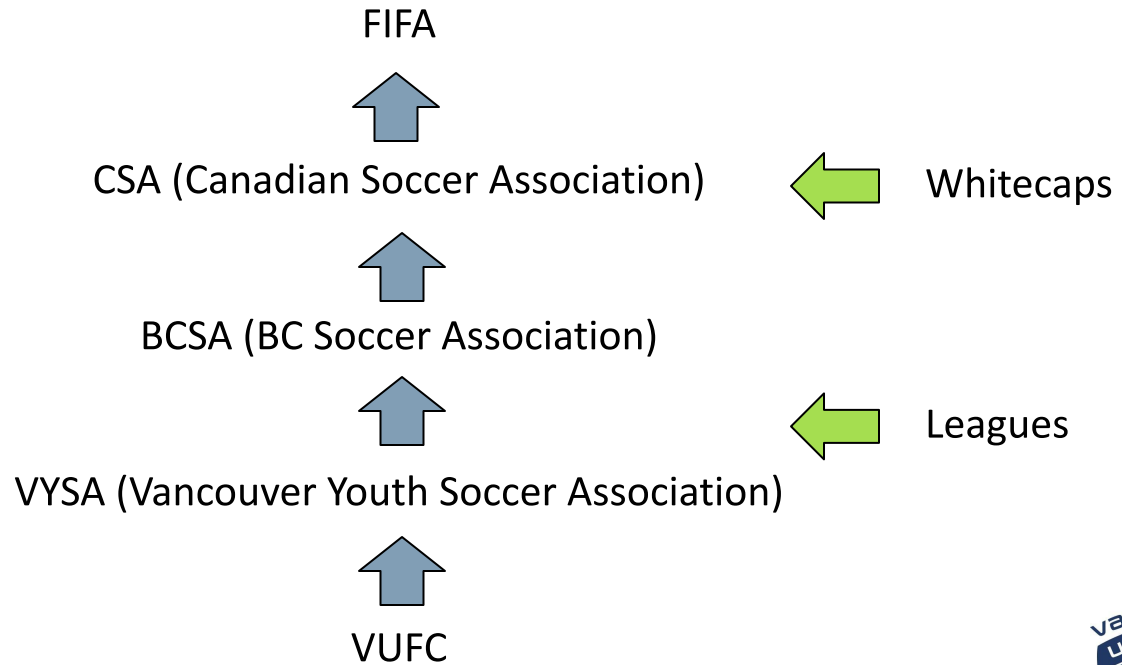 FIFA
CSA (Canadian Soccer Association)
Whitecaps
BCSA (BC Soccer Association)
Leagues
VYSA (Vancouver Youth Soccer Association)
VUFC